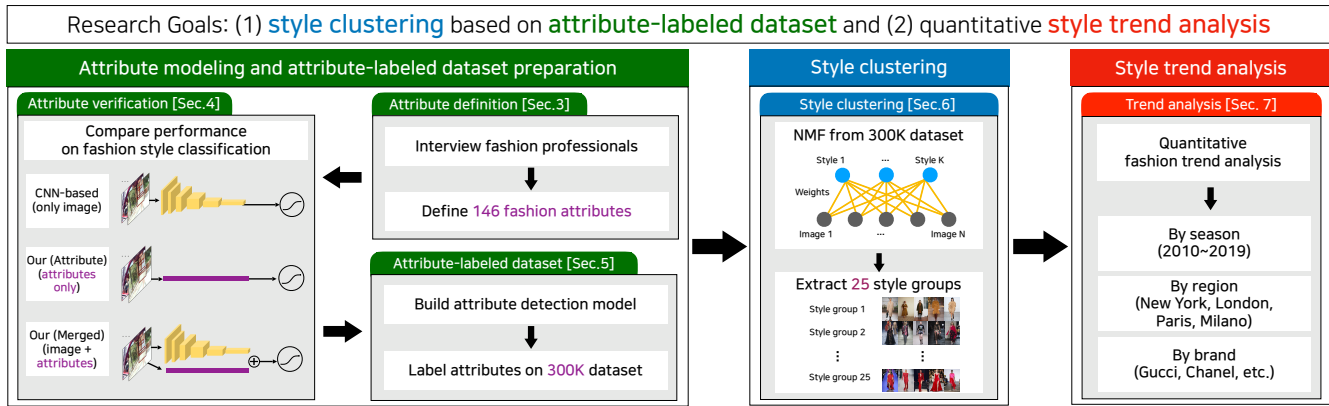 Research Goals: (1) style clustering based on attribute-labeled dataset and (2) quantitative style trend analysis
Attribute modeling and attribute-labeled dataset preparation
Attribute verification [Sec.4]
Compare performance
on fashion style classification
CNN-based
(only image)
Our (Attribute)
(attributes
only)
Our (Merged)
(image +
attributes)
Attribute definition [Sec.3]
Interview fashion professionals
Define 146 fashion attributes
Attribute-labeled dataset [Sec.5]
Build attribute detection model
Label attributes on 300K dataset
Style clustering
Style clustering [Sec.6]
NMF from 300K dataset
Style 1 ... Style K
Weights
Image 1 ... Image N
Extract 25 style groups
Style group 1
Style group 2
Style group 25
Style trend analysis
Trend analysis [Sec. 7]
Quantitative
fashion trend analysis
By season
(2010~2019)
By region
(New York, London,
Paris, Milano)
By brand
(Gucci, Chanel, etc.)